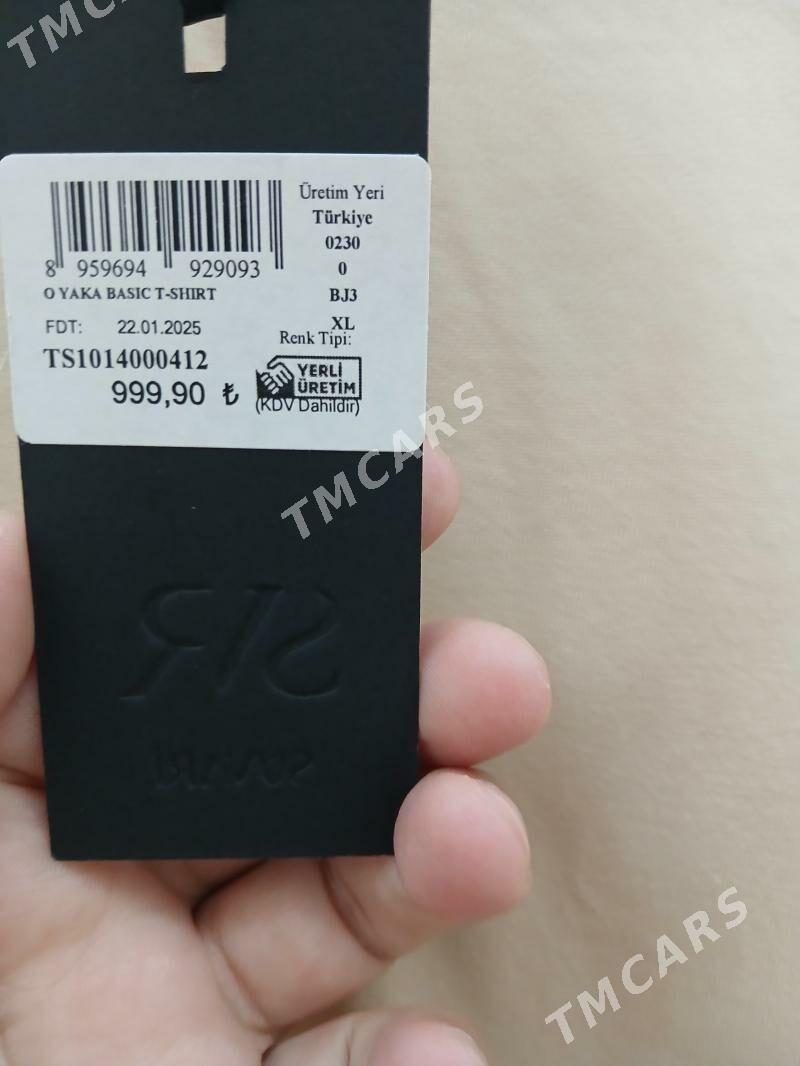 TMCARS
Üretim Yeri
Türkiye
0230
0
8 959694 929093
O YAKA BASIC T-SHIRT
BJ3
FDT: 22.01.2025
XL
Renk Tipi:
TS1014000412
YERLİ
ÜRETİM
999,90 ₺
(KDV Dahildir)
TMCARS
TMCARS